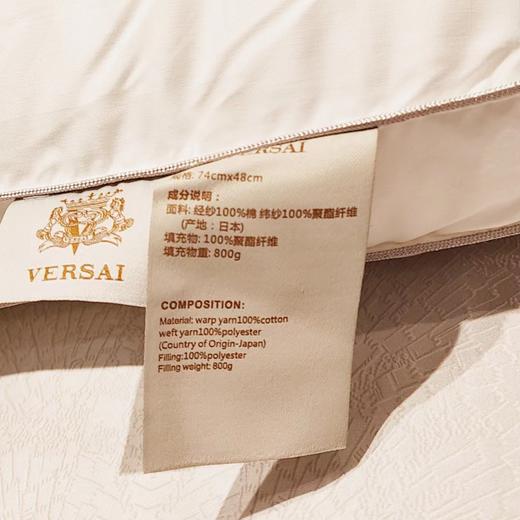 VERSAI
规格: 74cmx48cm
成分说明：
面料: 经纱100%棉 纬纱100%聚酯纤维
(产地：日本)
填充物: 100%聚酯纤维
填充物重: 800g
COMPOSITION:
Material: warp yarn100%cotton
weft yarn100%polyester
(Country of Origin-Japan)
Filling:100%polyester
Filling weight: 800g
VERSAI